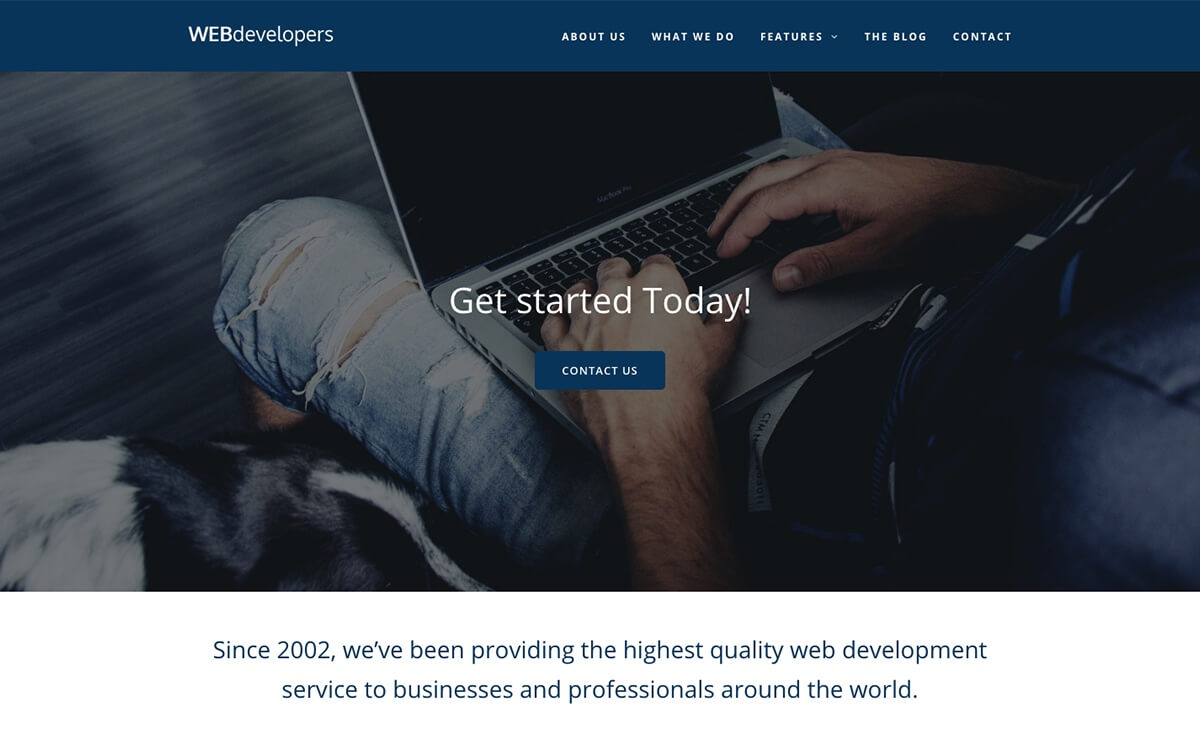 WEBdevelopers
ABOUT US
WHAT WE DO
FEATURES
THE BLOG
CONTACT
MacBook Pro
Get started Today!
CONTACT US
Since 2002, we’ve been providing the highest quality web development
service to businesses and professionals around the world.